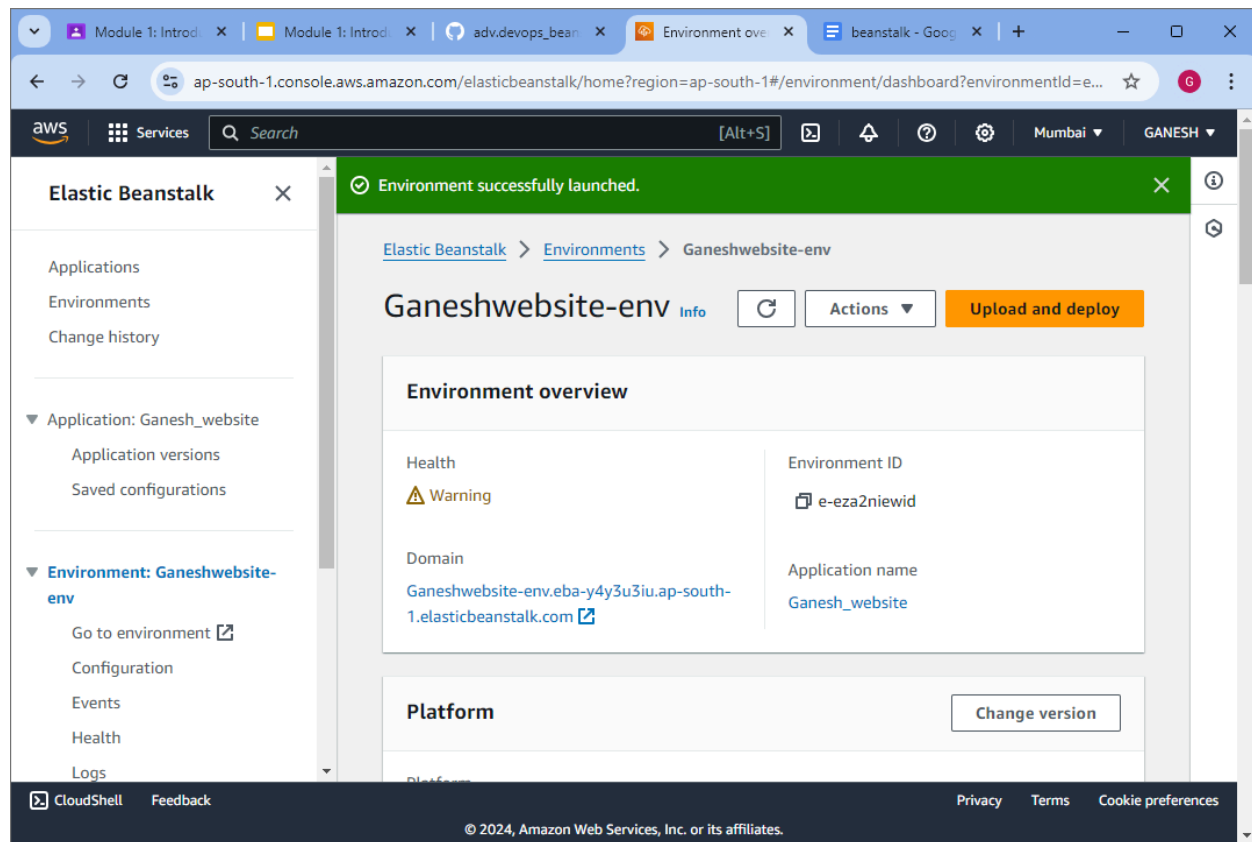 Module 1: Introd
Module 1: Introd
adv.devops_bean
Environment ove
beanstalk - Goog
ap-south-1.console.aws.amazon.com/elasticbeanstalk/home?region=ap-south-1#/environment/dashboard?environmentId=e...
G
aws
Services
Search
[Alt+S]
Mumbai
GANESH
Elastic Beanstalk
Applications
Environments
Change history
Application: Ganesh_website
Application versions
Saved configurations
Environment: Ganeshwebsite-
env
Go to environment
Configuration
Events
Health
Logs
Environment successfully launched.
Elastic Beanstalk > Environments > Ganeshwebsite-env
Ganeshwebsite-env Info
Actions
Upload and deploy
Environment overview
Health
Warning
Domain
Ganeshwebsite-env.eba-y4y3u3iu.ap-south-
1.elasticbeanstalk.com
Environment ID
e-eza2niewid
Application name
Ganesh_website
Platform
Change version
Platform
CloudShell
Feedback
Privacy
Terms
Cookie preferences
© 2024, Amazon Web Services, Inc. or its affiliates.